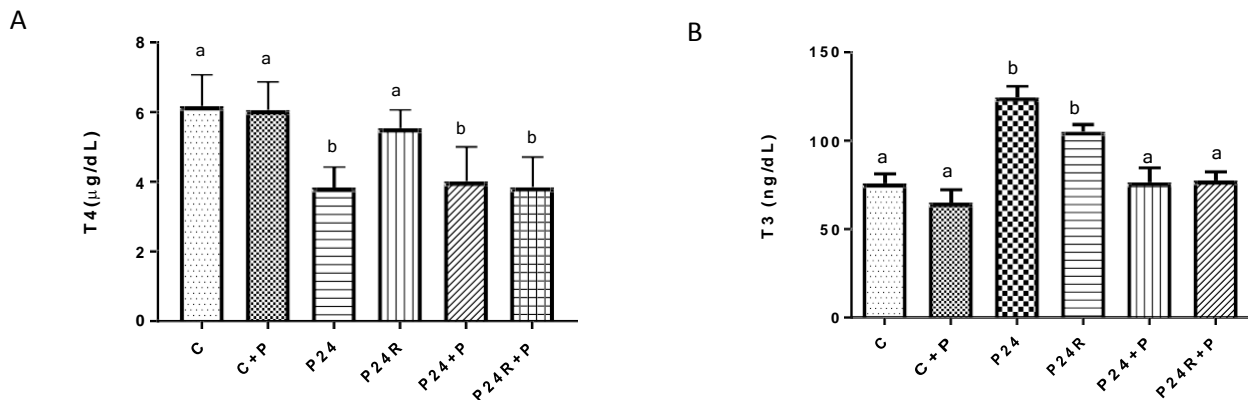 A
T4(μg/dL)
8
6
4
2
0
a
a
b
a
b
b
C
C+P
P24
P24R
P24+P
P24R+P
B
T3 (ng/dL)
150
100
50
0
a
a
b
b
a
a
C
C+P
P24
P24R
P24+P
P24R+P